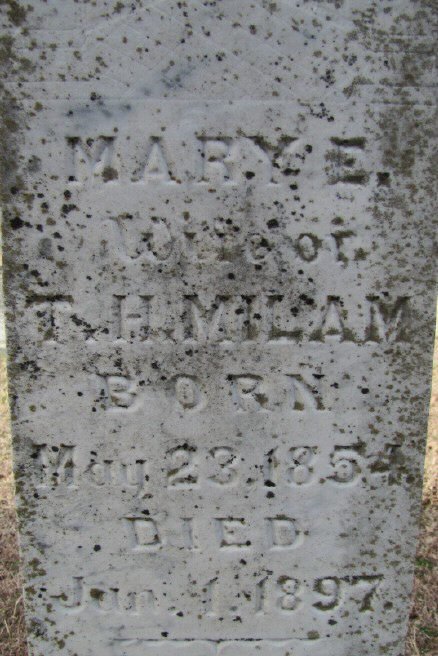 MARY E.
Wife of
T. H. MILAM
BORN
May 23, 1854
DIED
Jun. 1, 1897